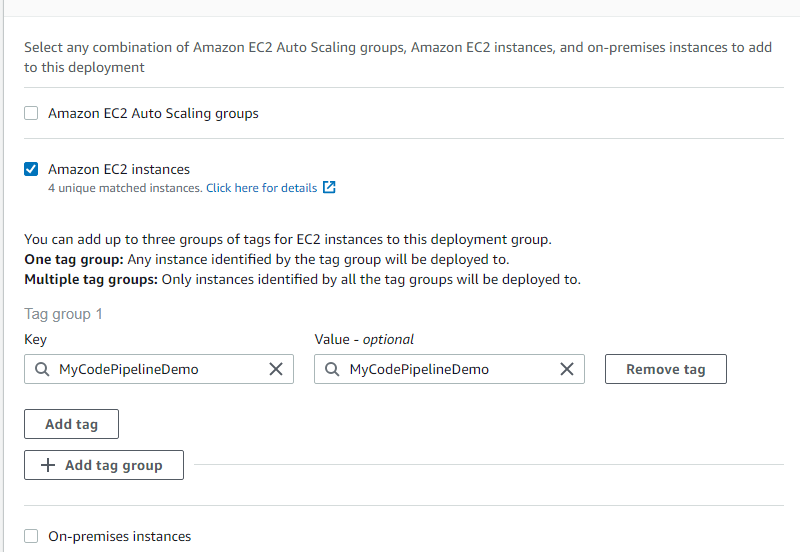 Select any combination of Amazon EC2 Auto Scaling groups, Amazon EC2 instances, and on-premises instances to add
to this deployment
Amazon EC2 Auto Scaling groups
Amazon EC2 instances
4 unique matched instances. Click here for details
You can add up to three groups of tags for EC2 instances to this deployment group.
One tag group: Any instance identified by the tag group will be deployed to.
Multiple tag groups: Only instances identified by all the tag groups will be deployed to.
Tag group 1
Key
Value - optional
MyCodePipelineDemo
MyCodePipelineDemo
Remove tag
Add tag
Add tag group
On-premises instances